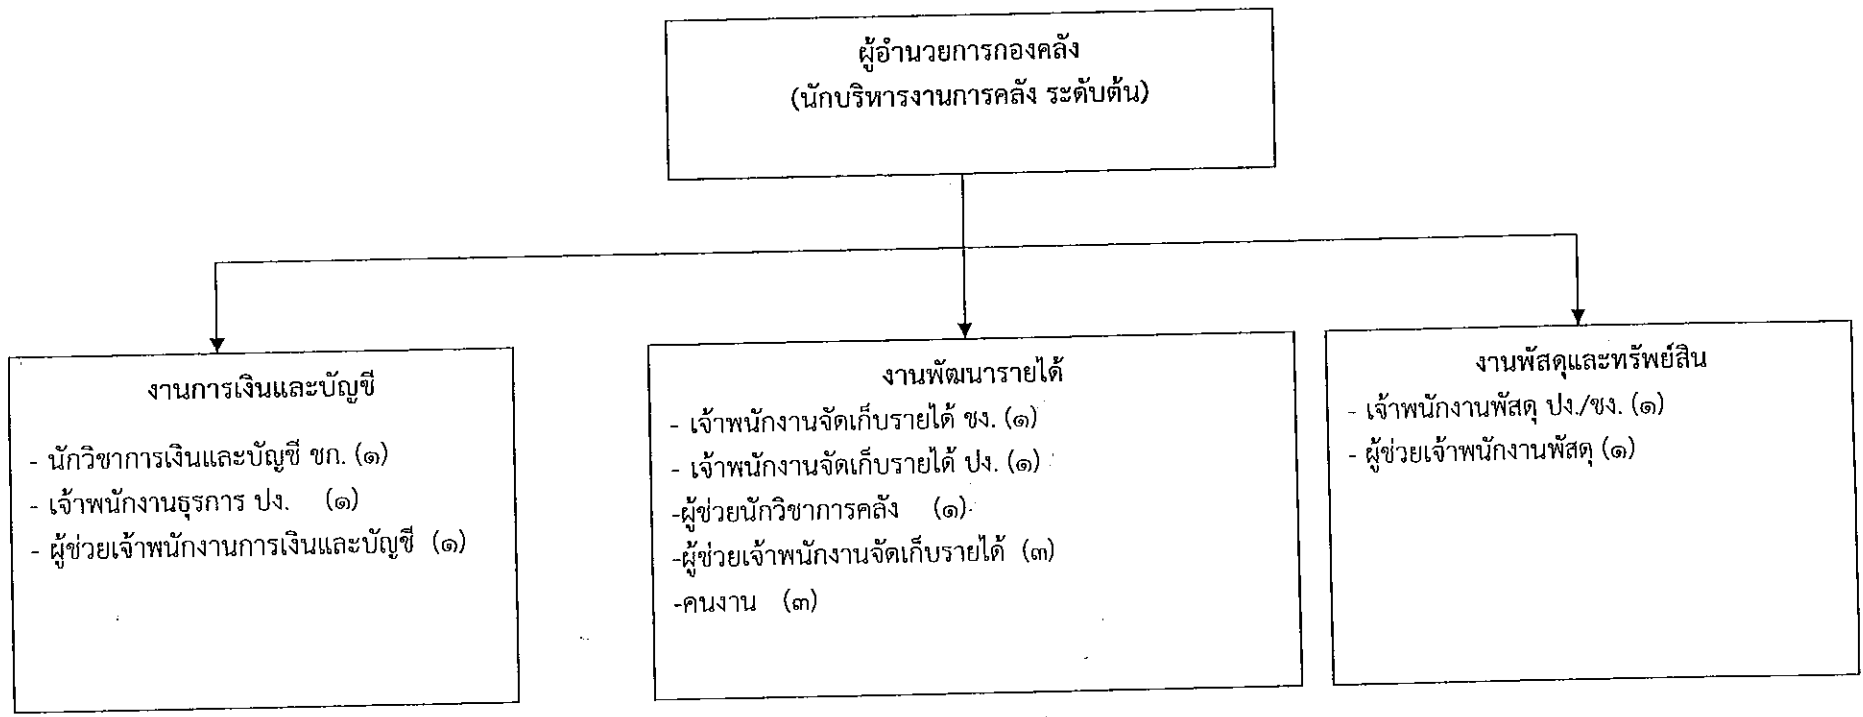 ผู้อำนวยการกองคลัง
(นักบริหารงานการคลัง ระดับต้น)
งานการเงินและบัญชี
- นักวิชาการเงินและบัญชี ชก. (๑)
- เจ้าพนักงานธุรการ ปง. (๑)
- ผู้ช่วยเจ้าพนักงานการเงินและบัญชี (๑)
งานพัฒนารายได้
- เจ้าพนักงานจัดเก็บรายได้ ชง. (๑)
- เจ้าพนักงานจัดเก็บรายได้ ปง. (๑)
-ผู้ช่วยนักวิชาการคลัง (๑)
-ผู้ช่วยเจ้าพนักงานจัดเก็บรายได้ (๓)
-คนงาน (๓)
งานพัสดุและทรัพย์สิน
- เจ้าพนักงานพัสดุ ปง./ชง. (๑)
- ผู้ช่วยเจ้าพนักงานพัสดุ (๑)